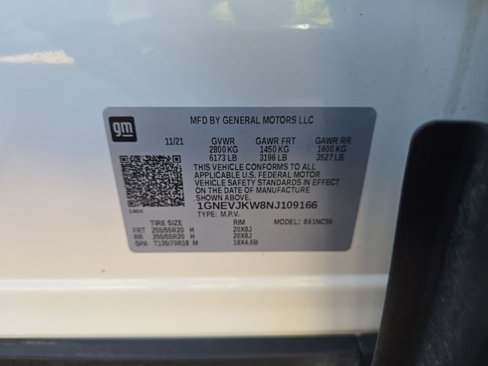 gm
MFD BY GENERAL MOTORS LLC
11/21 GVWR GAWR FRT GAWR RR
2800 KG 1450 KG 1600 KG
6173 LB 3196 LB 3527 LB
THIS VEHICLE CONFORMS TO ALL
APPLICABLE U.S. FEDERAL MOTOR
VEHICLE SAFETY STANDARDS IN
EFFECT ON THE DATE OF
MANUFACTURE SHOWN ABOVE.
1GNEVJKW8NJ109166
TYPE: M.P.V. MODEL: 861NC56
TIRE SIZE RIM
FRT 255/55R20 H 20X8J
RR 255/55R20 H 20X8J
SPA T135/70R18 M 18X4.5B